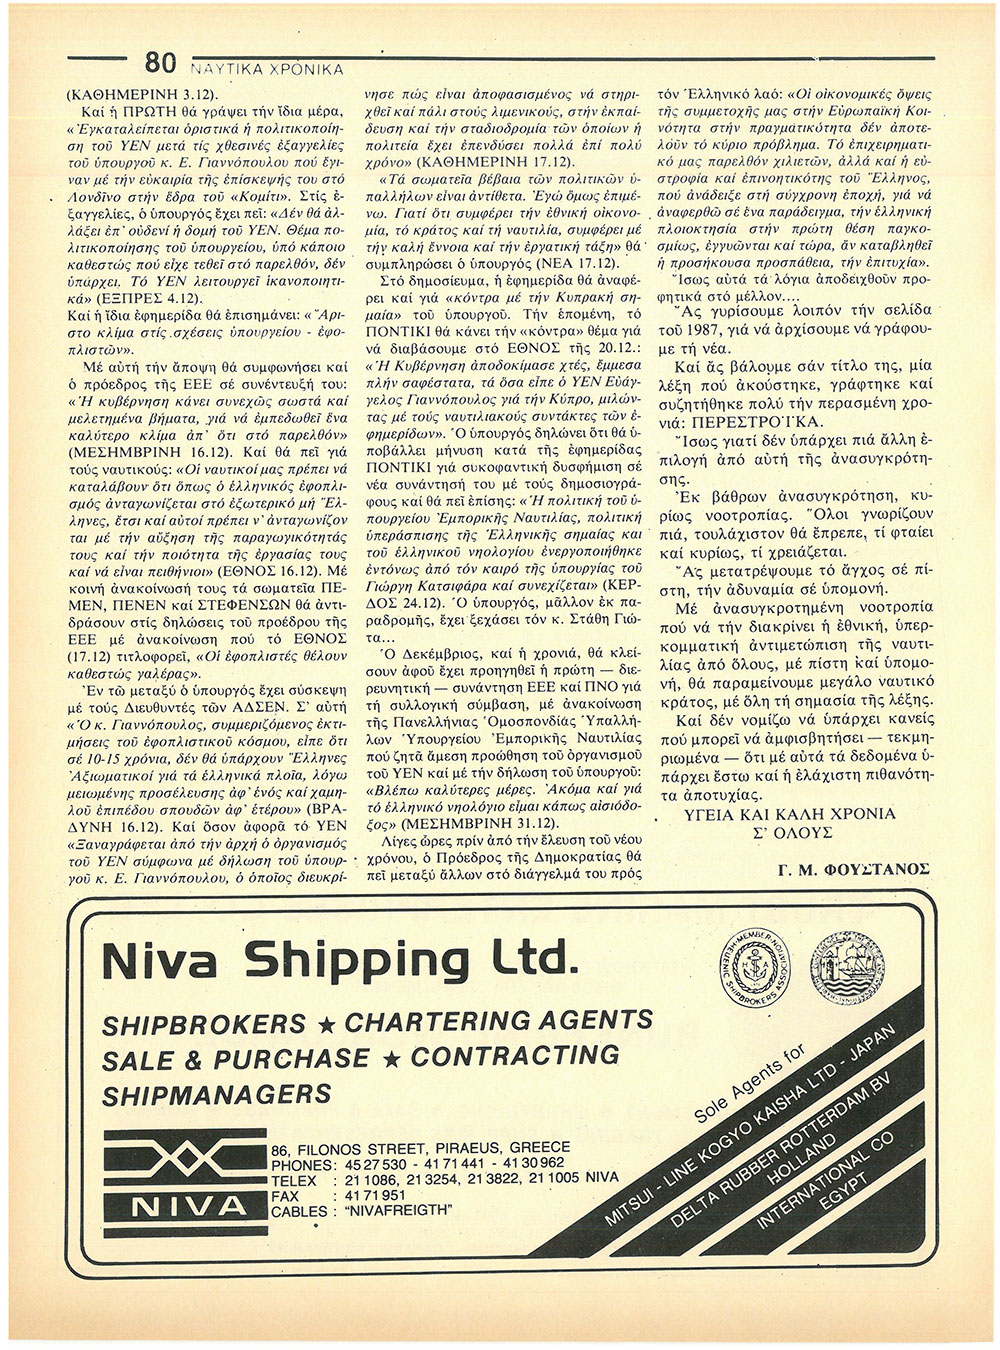 80 ΝΑΥΤΙΚΑ ΧΡΟΝΙΚΑ
(ΚΑΘΗΜΕΡΙΝΗ 3.12).
Καί ἡ ΠΡΩΤΗ θά γράψει τήν ἴδια μέρα,
«Ἐγκαταλείπεται ὁριστικά ἡ πολιτικοποίη-
ση τοῦ ΥΕΝ μετά τίς χθεσινές ἐξαγγελίες
τοῦ ὑπουργοῦ κ. Ε. Γιαννόπουλου πού ἔγι-
ναν μέ τήν εὐκαιρία τῆς ἐπίσκεψής του στό
Λονδῖνο στήν ἕδρα τοῦ «Κομίτι». Στίς ἐ-
ξαγγελίες, ὁ ὑπουργός ἔχει πεῖ: «Δέν θά ἀλ-
λάξει ἐπ' οὐδενί ἡ δομή τοῦ ΥΕΝ. Θέμα πο-
λιτικοποίησης τοῦ ὑπουργείου, ὑπό κάποιο
καθεστώς πού εἶχε τεθεῖ στό παρελθόν, δέν
ὑπάρχει. Τό ΥΕΝ λειτουργεῖ ἱκανοποιητι-
κά» (ΕΞΠΡΕΣ 4.12).
Καί ἡ ἴδια ἐφημερίδα θά ἐπισημάνει: «Ἄρι-
στο κλίμα στίς σχέσεις ὑπουργείου - ἐφο-
πλιστῶν».
Μέ αὐτή τήν ἄποψη θά συμφωνήσει καί
ὁ πρόεδρος τῆς ΕΕΕ σέ συνέντευξή του:
«Ἡ κυβέρνηση κάνει συνεχῶς σωστά καί
μελετημένα βήματα, γιά νά ἐμπεδωθεῖ ἕνα
καλύτερο κλίμα ἀπ' ὅτι στό παρελθόν»
(ΜΕΣΗΜΒΡΙΝΗ 16.12). Καί θά πεῖ γιά
τούς ναυτικούς: «Οἱ ναυτικοί μας πρέπει νά
καταλάβουν ὅτι ὅπως ὁ ἑλληνικός ἐφοπλι-
σμός ἀνταγωνίζεται στό ἐξωτερικό μή Ἕλ-
ληνες, ἔτσι καί αὐτοί πρέπει ν' ἀνταγωνίζον
ται μέ τήν αὔξηση τῆς παραγωγικότητάς
τους καί τήν ποιότητα τῆς ἐργασίας τους
καί νά εἶναι πειθήνιοι» (ΕΘΝΟΣ 16.12). Μέ
κοινή ἀνακοίνωσή τους τά σωματεῖα ΠΕ-
ΜΕΝ, ΠΕΝΕΝ καί ΣΤΕΦΕΝΣΩΝ θά ἀντι-
δράσουν στίς δηλώσεις τοῦ προέδρου τῆς
ΕΕΕ μέ ἀνακοίνωση πού τό ΕΘΝΟΣ
(17.12) τιτλοφορεῖ, «Οἱ ἐφοπλιστές θέλουν
καθεστώς γαλέρας».
Ἐν τῶ μεταξύ ὁ ὑπουργός ἔχει σύσκεψη
μέ τούς Διευθυντές τῶν ΑΔΣΕΝ. Σ' αὐτή
«Ὁ κ. Γιαννόπουλος, συμμεριζόμενος ἐκτι-
μήσεις τοῦ ἐφοπλιστικοῦ κόσμου, εἶπε ὅτι
σέ 10-15 χρόνια, δέν θά ὑπάρχουν Ἕλληνες
Ἀξιωματικοί γιά τά ἑλληνικά πλοῖα, λόγω
μειωμένης προσέλευσης ἀφ' ἑνός καί χαμη-
λοῦ ἐπιπέδου σπουδῶν ἀφ' ἑτέρου» (ΒΡΑ-
ΔΥΝΗ 16.12). Καί ὅσον ἀφορᾶ τό ΥΕΝ
«Ξαναγράφεται ἀπό τήν ἀρχή ὁ ὀργανισμός
τοῦ ΥΕΝ σύμφωνα μέ δήλωση τοῦ ὑπουρ-
γοῦ κ. Ε. Γιαννόπουλου, ὁ ὁποῖος διευκρί-
νησε πώς εἶναι ἀποφασισμένος νά στηρι-
χθεῖ καί πάλι στούς λιμενικούς, στήν ἐκπαί-
δευση καί τήν σταδιοδρομία τῶν ὁποίων ἡ
πολιτεία ἔχει ἐπενδύσει πολλά ἐπί πολύ
χρόνο» (ΚΑΘΗΜΕΡΙΝΗ 17.12).
«Τά σωματεῖα βέβαια τῶν πολιτικῶν ὑ-
παλλήλων εἶναι ἀντίθετα. Ἐγώ ὅμως ἐπιμέ-
νω. Γιατί ὅτι συμφέρει τήν ἐθνική οἰκονο-
μία, τό κράτος καί τή ναυτιλία, συμφέρει μέ
τήν καλή ἔννοια καί τήν ἐργατική τάξη» θά
συμπληρώσει ὁ ὑπουργός (ΝΕΑ 17.12).
Στό δημοσίευμα, ἡ ἐφημερίδα θά ἀναφέ-
ρει καί γιά «κόντρα μέ τήν Κυπρακή ση-
μαία» τοῦ ὑπουργοῦ. Τήν ἑπομένη, τό
ΠΟΝΤΙΚΙ θά κάνει τήν «κόντρα» θέμα γιά
νά διαβάσουμε στό ΕΘΝΟΣ τῆς 20.12.:
«Ἡ Κυβέρνηση ἀποδοκίμασε χτές, ἔμμεσα
πλήν σαφέστατα, τά ὅσα εἶπε ὁ ΥΕΝ Εὐάγ-
γελος Γιαννόπουλος γιά τήν Κύπρο, μιλών-
τας μέ τούς ναυτιλιακούς συντάκτες τῶν ἐ-
φημερίδων». Ὁ ὑπουργός δηλώνει ὅτι θά ὑ-
ποβάλλει μήνυση κατά τῆς ἐφημερίδας
ΠΟΝΤΙΚΙ γιά συκοφαντική δυσφήμιση σέ
νέα συνάντησή του μέ τούς δημοσιογρά-
φους καί θά πεῖ ἐπίσης: «Ἡ πολιτική τοῦ ὑ-
πουργείου Ἐμπορικῆς Ναυτιλίας, πολιτική
ὑπεράσπισης τῆς Ἑλληνικῆς σημαίας καί
τοῦ ἑλληνικοῦ νηολογίου ἐνεργοποιήθηκε
ἐντόνως ἀπό τόν καιρό τῆς ὑπουργίας τοῦ
Γιώργη Κατσιφάρα καί συνεχίζεται» (ΚΕΡ-
ΔΟΣ 24.12). Ὁ ὑπουργός, μᾶλλον ἐκ πα-
ραδρομῆς, ἔχει ξεχάσει τόν κ. Στάθη Γιώ-
τα...
Ὁ Δεκέμβριος, καί ἡ χρονιά, θά κλεί-
σουν ἀφοῦ ἔχει προηγηθεῖ ἡ πρώτη — διε-
ρευνητική — συνάντηση ΕΕΕ καί ΠΝΟ γιά
τή συλλογική σύμβαση, μέ ἀνακοίνωση
τῆς Πανελλήνιας Ὁμοσπονδίας Ὑπαλλή-
λων Ὑπουργείου Ἐμπορικῆς Ναυτιλίας
πού ζητᾶ ἄμεση προώθηση τοῦ ὀργανισμοῦ
τοῦ ΥΕΝ καί μέ τήν δήλωση τοῦ ὑπουργοῦ:
«Βλέπω καλύτερες μέρες. Ἀκόμα καί γιά
τό ἑλληνικό νηολόγιο εἶμαι κάπως αἰσιόδο-
ξος» (ΜΕΣΗΜΒΡΙΝΗ 31.12).
Λίγες ὧρες πρίν ἀπό τήν ἔλευση τοῦ νέου
χρόνου, ὁ Πρόεδρος τῆς Δημοκρατίας θά
πεῖ μεταξύ ἄλλων στό διάγγελμά του πρός
τόν Ἑλληνικό λαό: «Οἱ οἰκονομικές ὄψεις
τῆς συμμετοχῆς μας στήν Εὐρωπαϊκή Κοι-
νότητα στήν πραγματικότητα δέν ἀποτε-
λοῦν τό κύριο πρόβλημα. Τό ἐπιχειρηματι-
κό μας παρελθόν χιλιετῶν, ἀλλά καί ἡ εὐ-
στροφία καί ἐπινοητικότης τοῦ Ἕλληνος,
πού ἀνάδειξε στή σύγχρονη ἐποχή, γιά νά
ἀναφερθῶ σέ ἕνα παράδειγμα, τήν ἑλληνική
πλοιοκτησία στήν πρώτη θέση παγκο-
σμίως, ἐγγυῶνται καί τώρα, ἄν καταβληθεῖ
ἡ προσήκουσα προσπάθεια, τήν ἐπιτυχία».
Ἴσως αὐτά τά λόγια ἀποδειχθοῦν προ-
φητικά στό μέλλον....
Ἄς γυρίσουμε λοιπόν τήν σελίδα
τοῦ 1987, γιά νά ἀρχίσουμε νά γράφου-
με τή νέα.
Καί ἄς βάλουμε σάν τίτλο της, μία
λέξη πού ἀκούστηκε, γράφτηκε καί
συζητήθηκε πολύ τήν περασμένη χρο-
νιά: ΠΕΡΕΣΤΡΟΪΚΑ.
Ἴσως γιατί δέν ὑπάρχει πιά ἄλλη ἐ-
πιλογή ἀπό αὐτή τῆς ἀνασυγκρότη-
σης.
Ἐκ βάθρων ἀνασυγκρότηση, κυ-
ρίως νοοτροπίας. Ὅλοι γνωρίζουν
πιά, τουλάχιστον θά ἔπρεπε, τί φταίει
καί κυρίως, τί χρειάζεται.
Ἄς μετατρέψουμε τό ἄγχος σέ πί-
στη, τήν ἀδυναμία σέ ὑπομονή.
Μέ ἀνασυγκροτημένη νοοτροπία
πού νά τήν διακρίνει ἡ ἐθνική, ὑπερ-
κομματική ἀντιμετώπιση τῆς ναυτι-
λίας ἀπό ὅλους, μέ πίστη καί ὑπομο-
νή, θά παραμείνουμε μεγάλο ναυτικό
κράτος, μέ ὅλη τή σημασία τῆς λέξης.
Καί δέν νομίζω νά ὑπάρχει κανείς
πού μπορεῖ νά ἀμφισβητήσει — τεκμη-
ριωμένα — ὅτι μέ αὐτά τά δεδομένα ὑ-
πάρχει ἔστω καί ἡ ἐλάχιστη πιθανότη-
τα ἀποτυχίας.
ΥΓΕΙΑ ΚΑΙ ΚΑΛΗ ΧΡΟΝΙΑ
Σ' ΟΛΟΥΣ
Γ. Μ. ΦΟΥΣΤΑΝΟΣ
Niva Shipping Ltd.
HELLENIC SHIPBROKERS ASSOCIATION MEMBER
H A
SHIPBROKERS ★ CHARTERING AGENTS
SALE & PURCHASE ★ CONTRACTING
SHIPMANAGERS
NIVA
86, FILONOS STREET, PIRAEUS, GREECE
PHONES: 45 27 530 - 41 71 441 - 41 30 962
TELEX : 21 1086, 21 3254, 21 3822, 21 1005 NIVA
FAX : 41 71 951
CABLES : "NIVAFREIGTH"
Sole Agents for
MITSUI - LINE KOGYO KAISHA LTD - JAPAN
DELTA RUBBER ROTTERDAM BV
HOLLAND
INTERNATIONAL CO
EGYPT